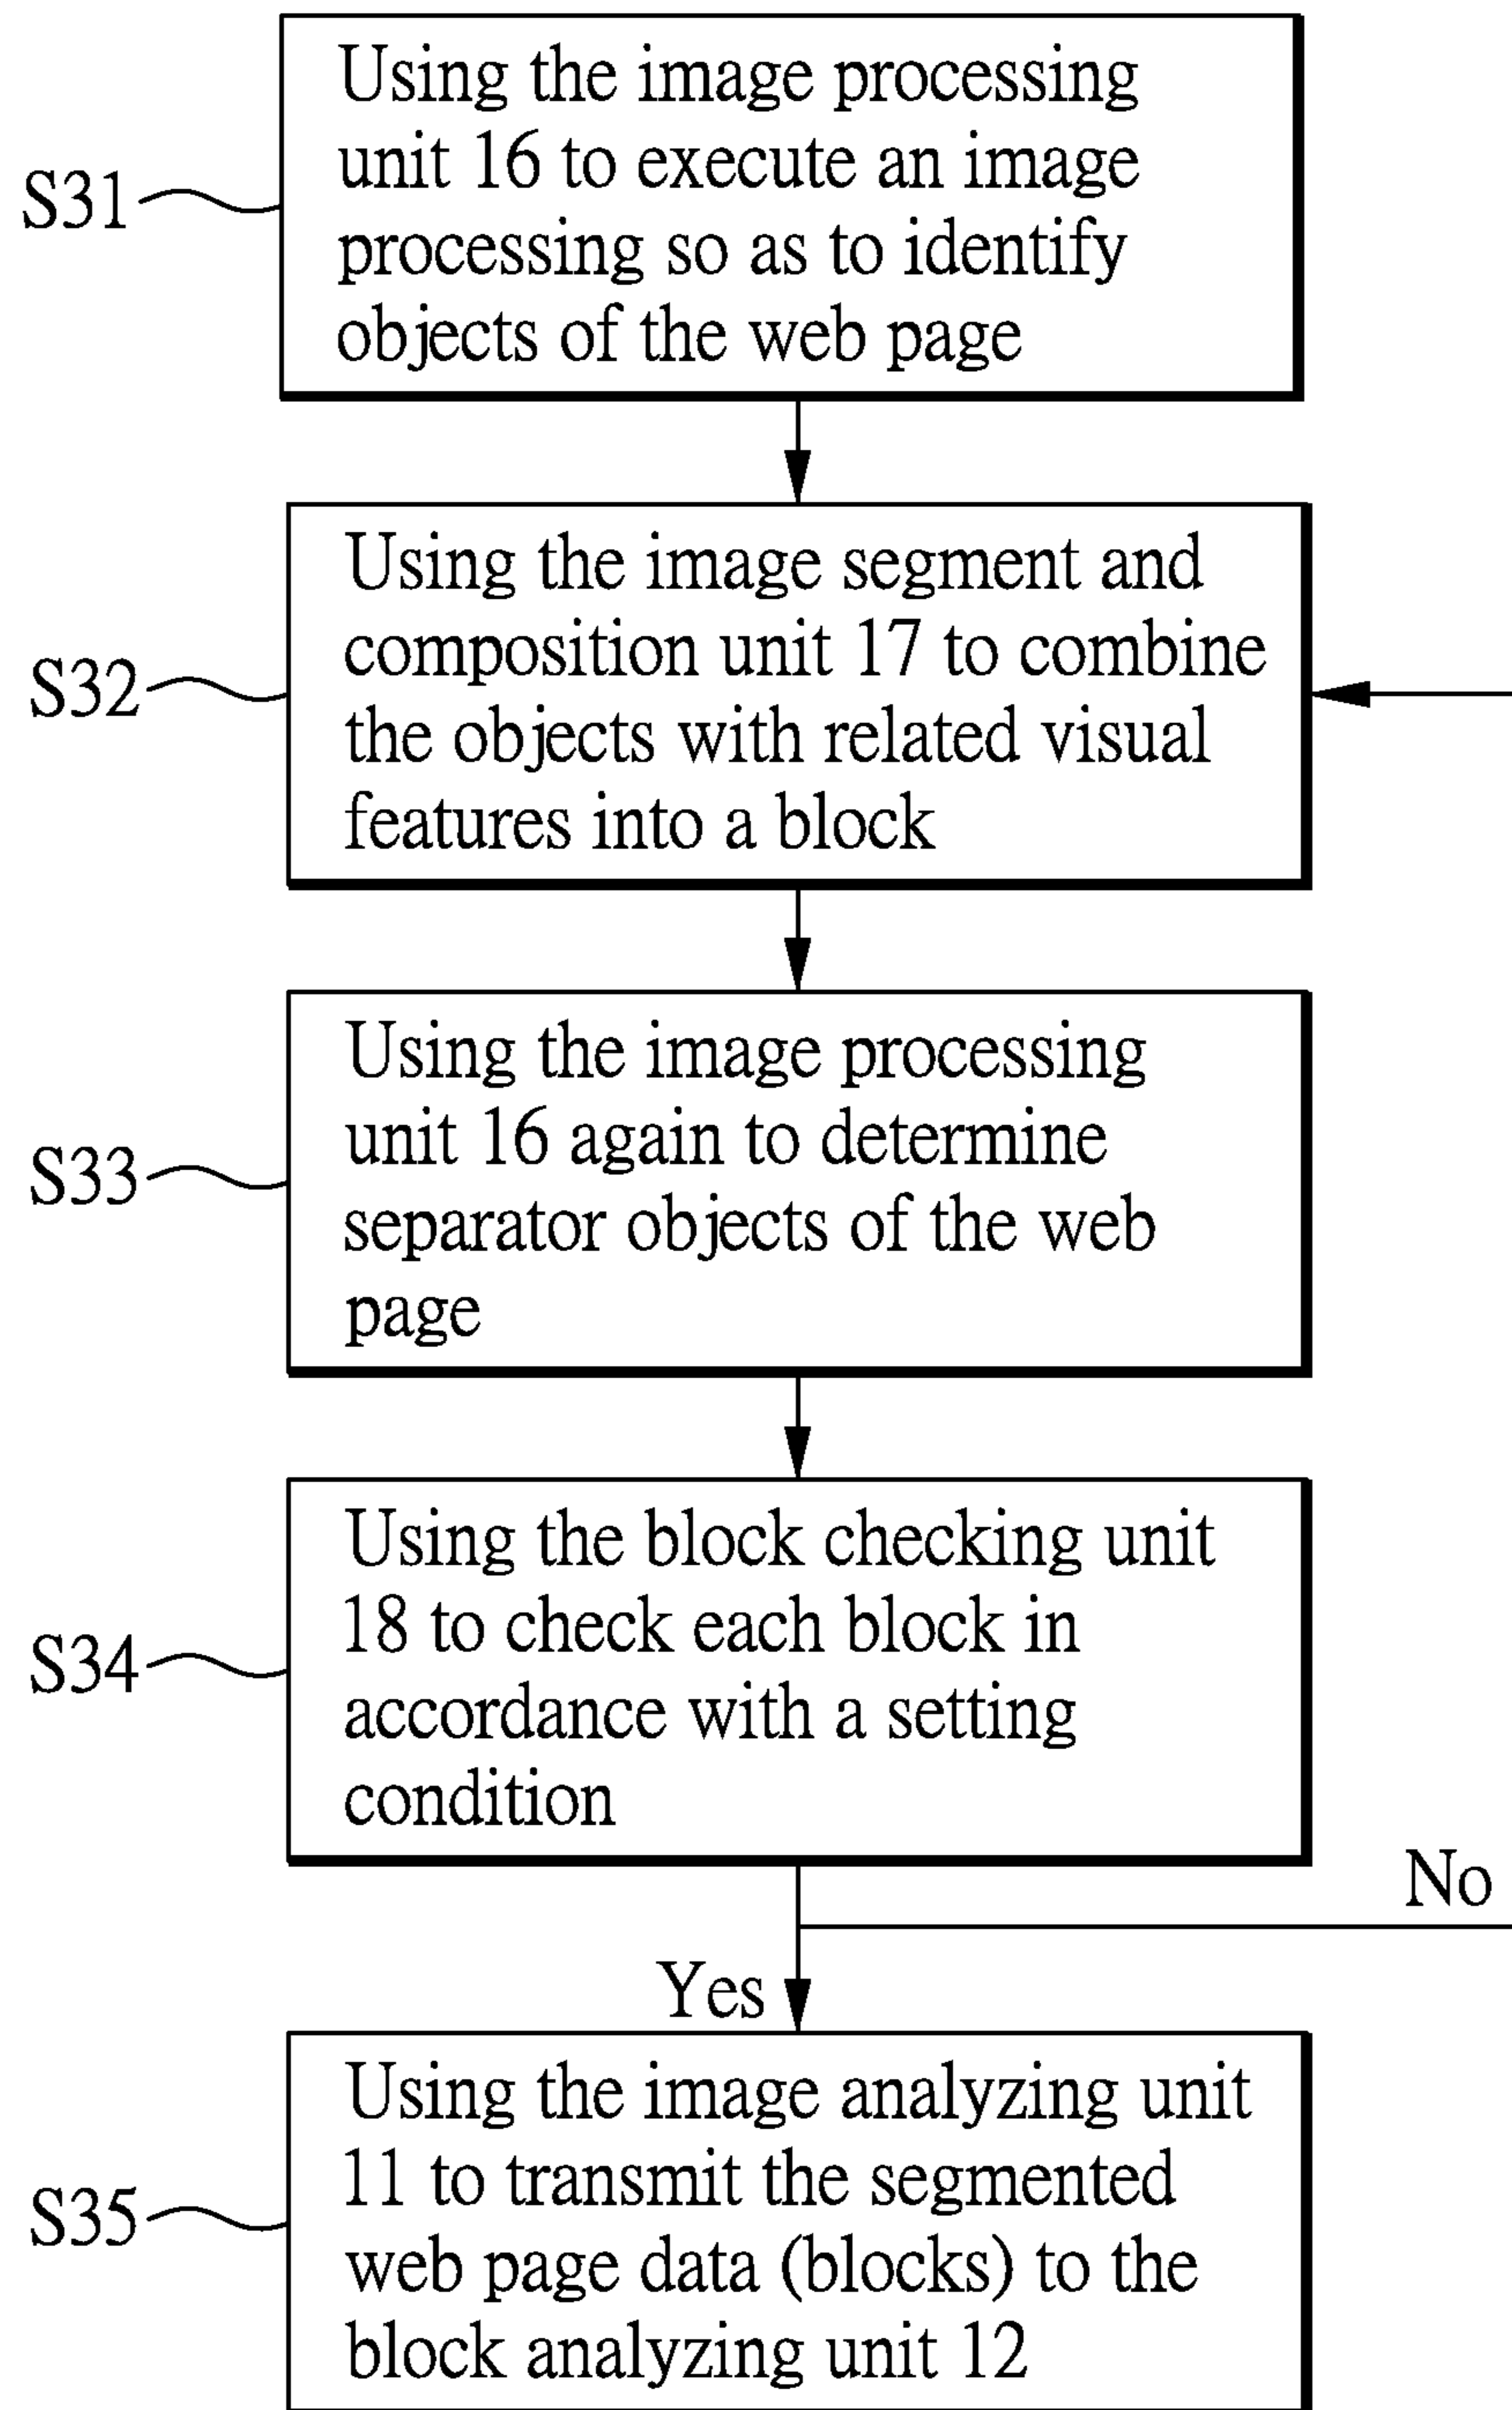 S31
Using the image processing
unit 16 to execute an image
processing so as to identify
objects of the web page
S32
Using the image segment and
composition unit 17 to combine
the objects with related visual
features into a block
S33
Using the image processing
unit 16 again to determine
separator objects of the web
page
S34
Using the block checking unit
18 to check each block in
accordance with a setting
condition
No
Yes
S35
Using the image analyzing unit
11 to transmit the segmented
web page data (blocks) to the
block analyzing unit 12